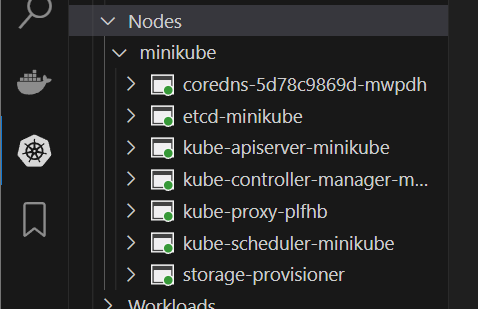 Nodes
minikube
coredns-5d78c9869d-mwpdh
etcd-minikube
kube-apiserver-minikube
kube-controller-manager-m...
kube-proxy-plfhb
kube-scheduler-minikube
storage-provisioner
Workloads